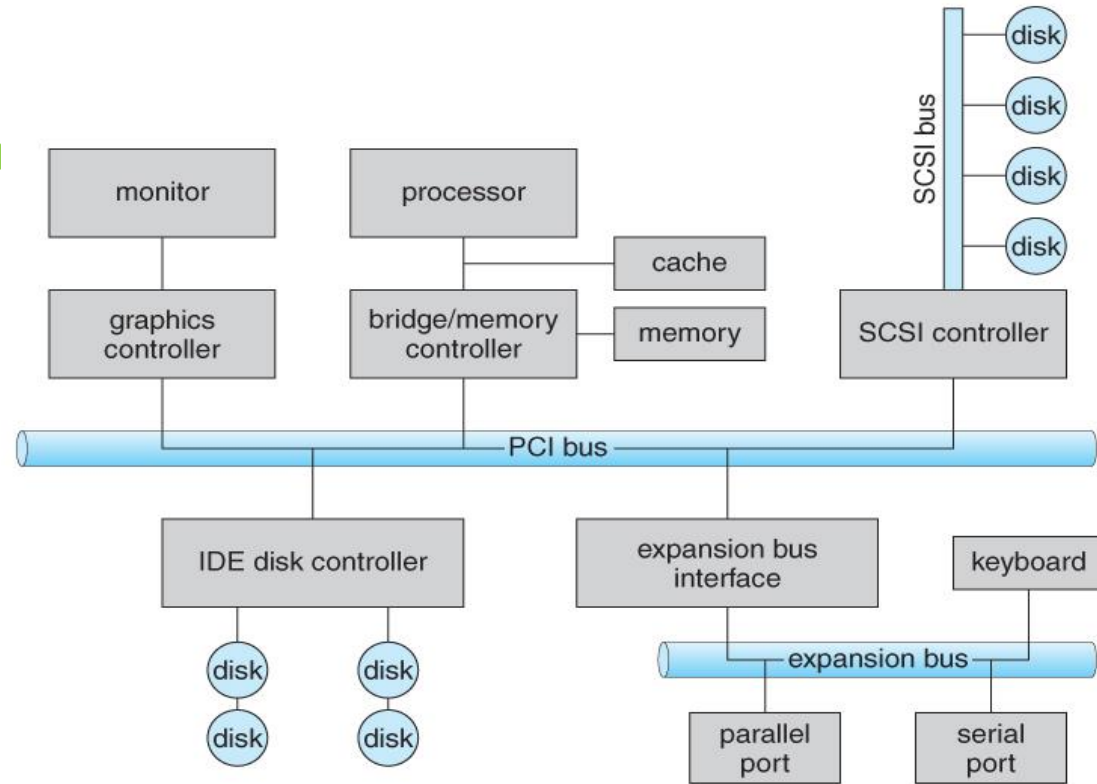 disk
disk
disk
disk
SCSI bus
monitor
processor
cache
graphics
controller
bridge/memory
controller
memory
SCSI controller
PCI bus
IDE disk controller
expansion bus
interface
keyboard
disk
disk
expansion bus
disk
disk
parallel
port
serial
port